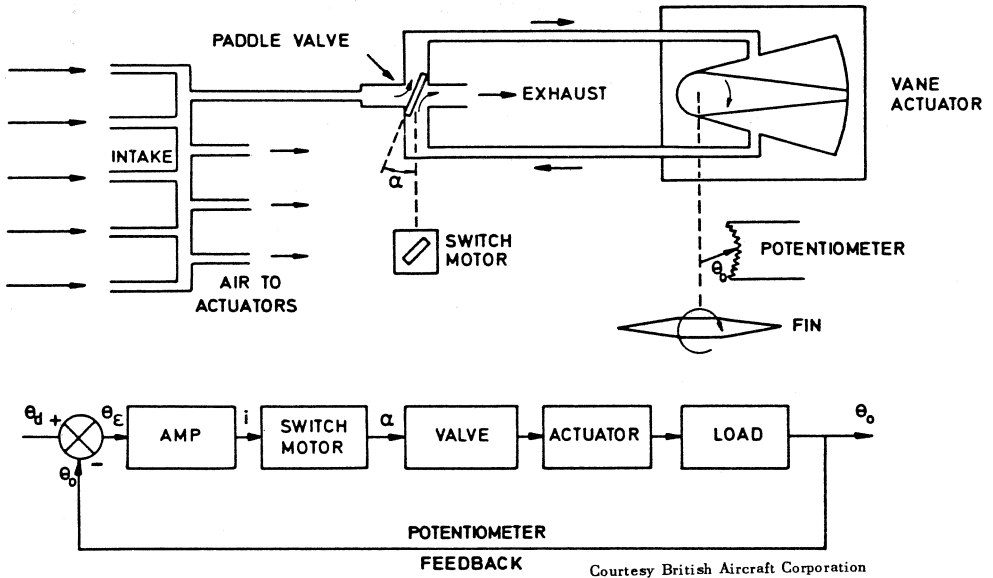 PADDLE VALVE
EXHAUST
VANE
ACTUATOR
INTAKE
α
SWITCH
MOTOR
AIR TO
ACTUATORS
POTENTIOMETER
θo
FIN
θd +
θε
AMP
i
SWITCH
MOTOR
α
VALVE
ACTUATOR
LOAD
θo
θo
-
POTENTIOMETER
FEEDBACK
Courtesy British Aircraft Corporation